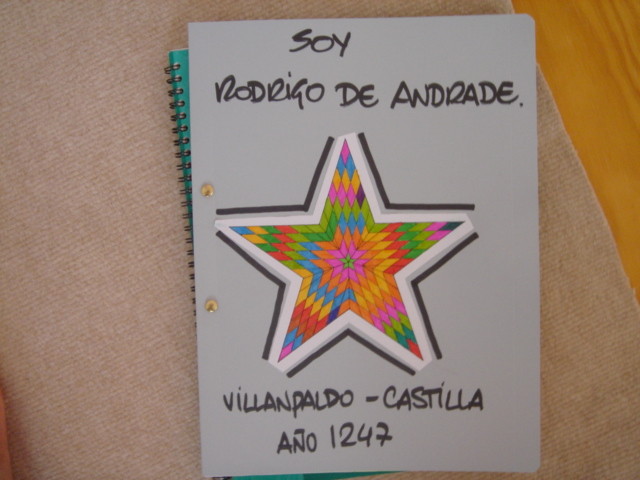 SOY
RODRIGO DE ANDRADE.
VILLANPALDO - CASTILLA
AÑO 1247